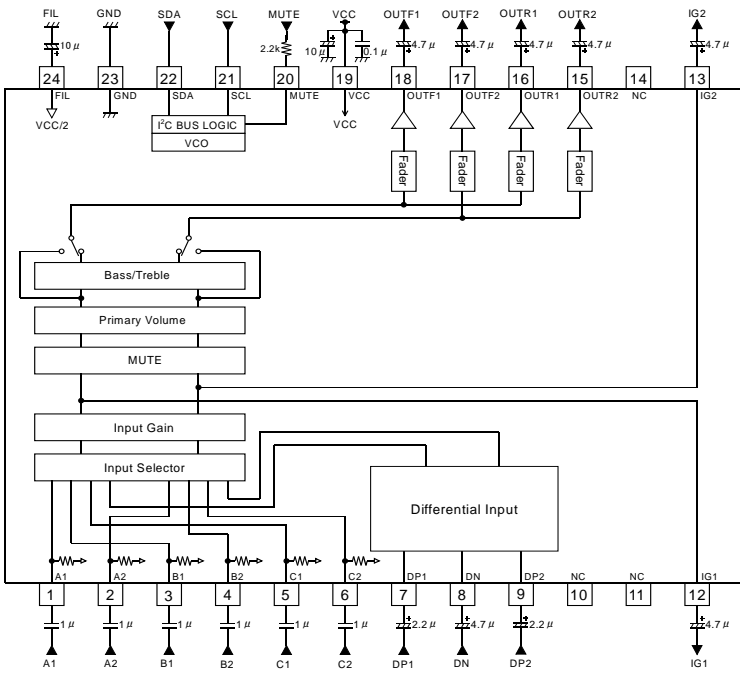 FIL GND SDA SCL MUTE VCC OUTF1 OUTF2 OUTR1 OUTR2 IG2
10μ 2.2k 10μ 0.1μ 4.7μ 4.7μ 4.7μ 4.7μ 4.7μ
24 23 22 21 20 19 18 17 16 15 14 13
FIL GND SDA SCL MUTE VCC OUTF1 OUTF2 OUTR1 OUTR2 NC IG2
VCC/2 I²C BUS LOGIC VCC
VCO
Fader Fader Fader Fader
Bass/Treble
Primary Volume
MUTE
Input Gain
Input Selector
Differential Input
A1 A2 B1 B2 C1 C2 DP1 DN DP2 NC NC IG1
1 2 3 4 5 6 7 8 9 10 11 12
1μ 1μ 1μ 1μ 1μ 1μ 2.2μ 4.7μ 2.2μ 4.7μ
A1 A2 B1 B2 C1 C2 DP1 DN DP2 IG1